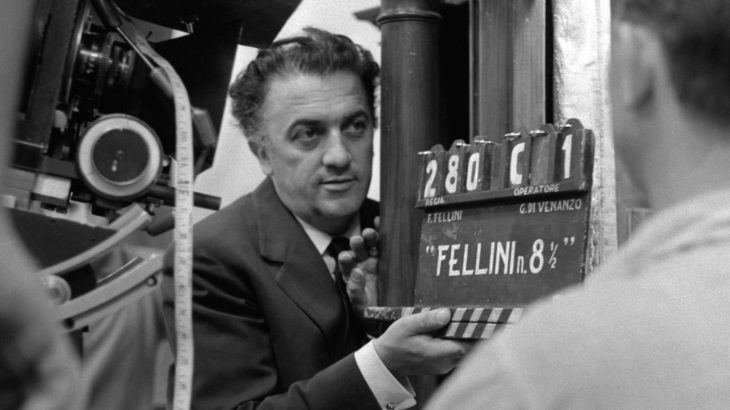 280 C 1
REGIA OPERATORE
F. FELLINI G. DI VENANZO
"FELLINI n. 8 ½"